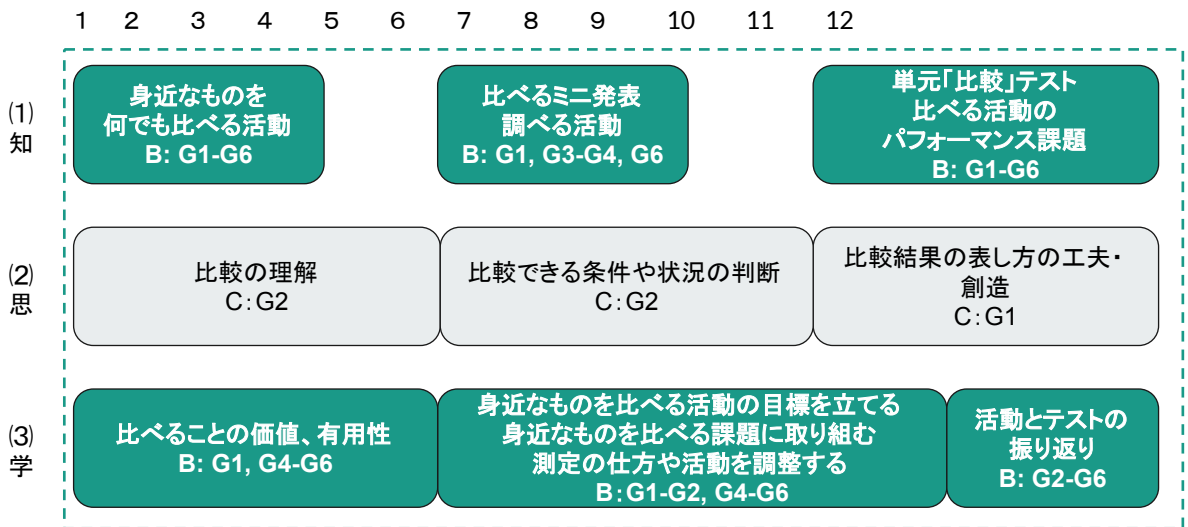 1 2 3 4 5 6 7 8 9 10 11 12
⑴
知
身近なものを
何でも比べる活動
B: G1-G6
比べるミニ発表
調べる活動
B: G1, G3-G4, G6
単元「比較」テスト
比べる活動の
パフォーマンス課題
B: G1-G6
⑵
思
比較の理解
C:G2
比較できる条件や状況の判断
C:G2
比較結果の表し方の工夫・
創造
C:G1
⑶
学
比べることの価値、有用性
B: G1, G4-G6
身近なものを比べる活動の目標を立てる
身近なものを比べる課題に取り組む
測定の仕方や活動を調整する
B:G1-G2, G4-G6
活動とテストの
振り返り
B: G2-G6